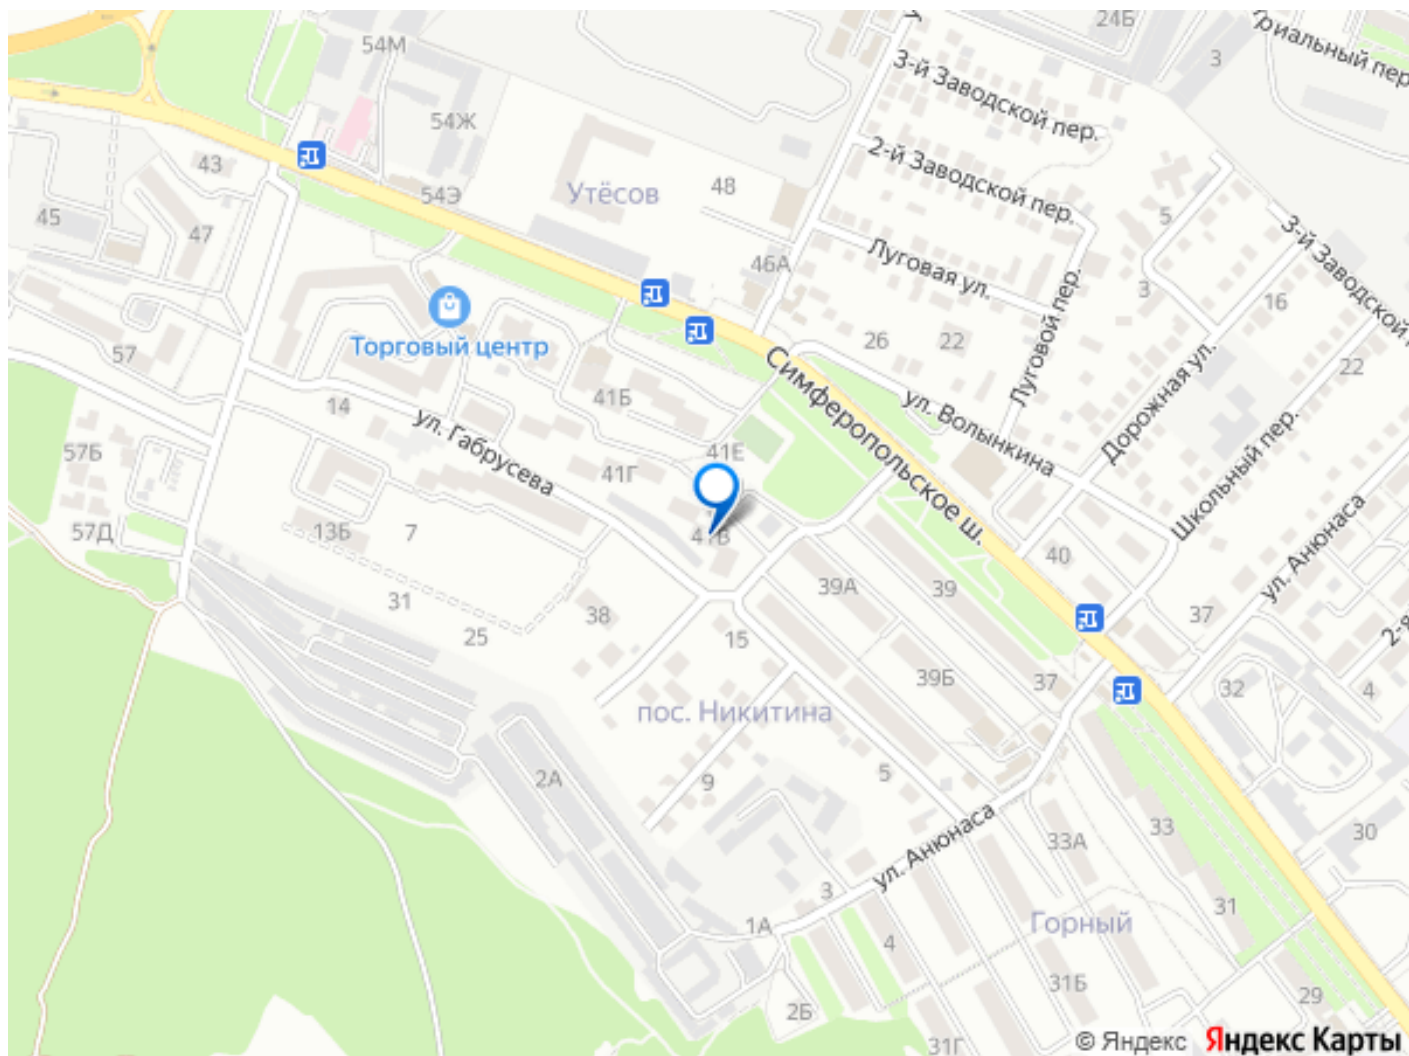 54М
24Б
3
3-й Заводской пер.
54Ж
43
2-й Заводской пер.
54Э
Утёсов
48
45
47
5
3-й Заводской
Луговая ул.
46А
3
16
Луговой пер.
Торговый центр
57
26
22
Дорожная ул.
22
Симферопольское ш.
ул. Волынкина
14
41Б
ул. Габрусева
57Б
41Е
41Г
Школьный пер.
ул. Анюнаса
57Д
13Б
7
41В
40
31
39А
39
38
37
25
15
39Б
37
32
4
пос. Никитина
2А
9
5
33А
33
30
ул. Анюнаса
3
1А
Горный
4
31
31Б
2Б
29
31Г
© Яндекс Яндекс Карты